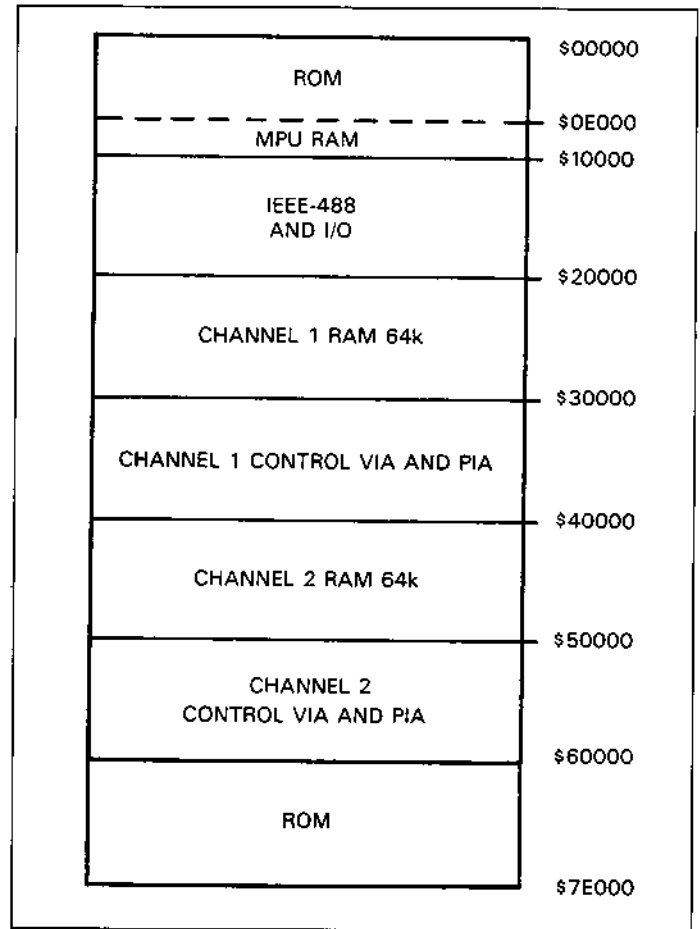 $00000
ROM
$0E000
MPU RAM
$10000
IEEE-488
AND I/O
$20000
CHANNEL 1 RAM 64k
$30000
CHANNEL 1 CONTROL VIA AND PIA
$40000
CHANNEL 2 RAM 64k
$50000
CHANNEL 2
CONTROL VIA AND PIA
$60000
ROM
$7E000